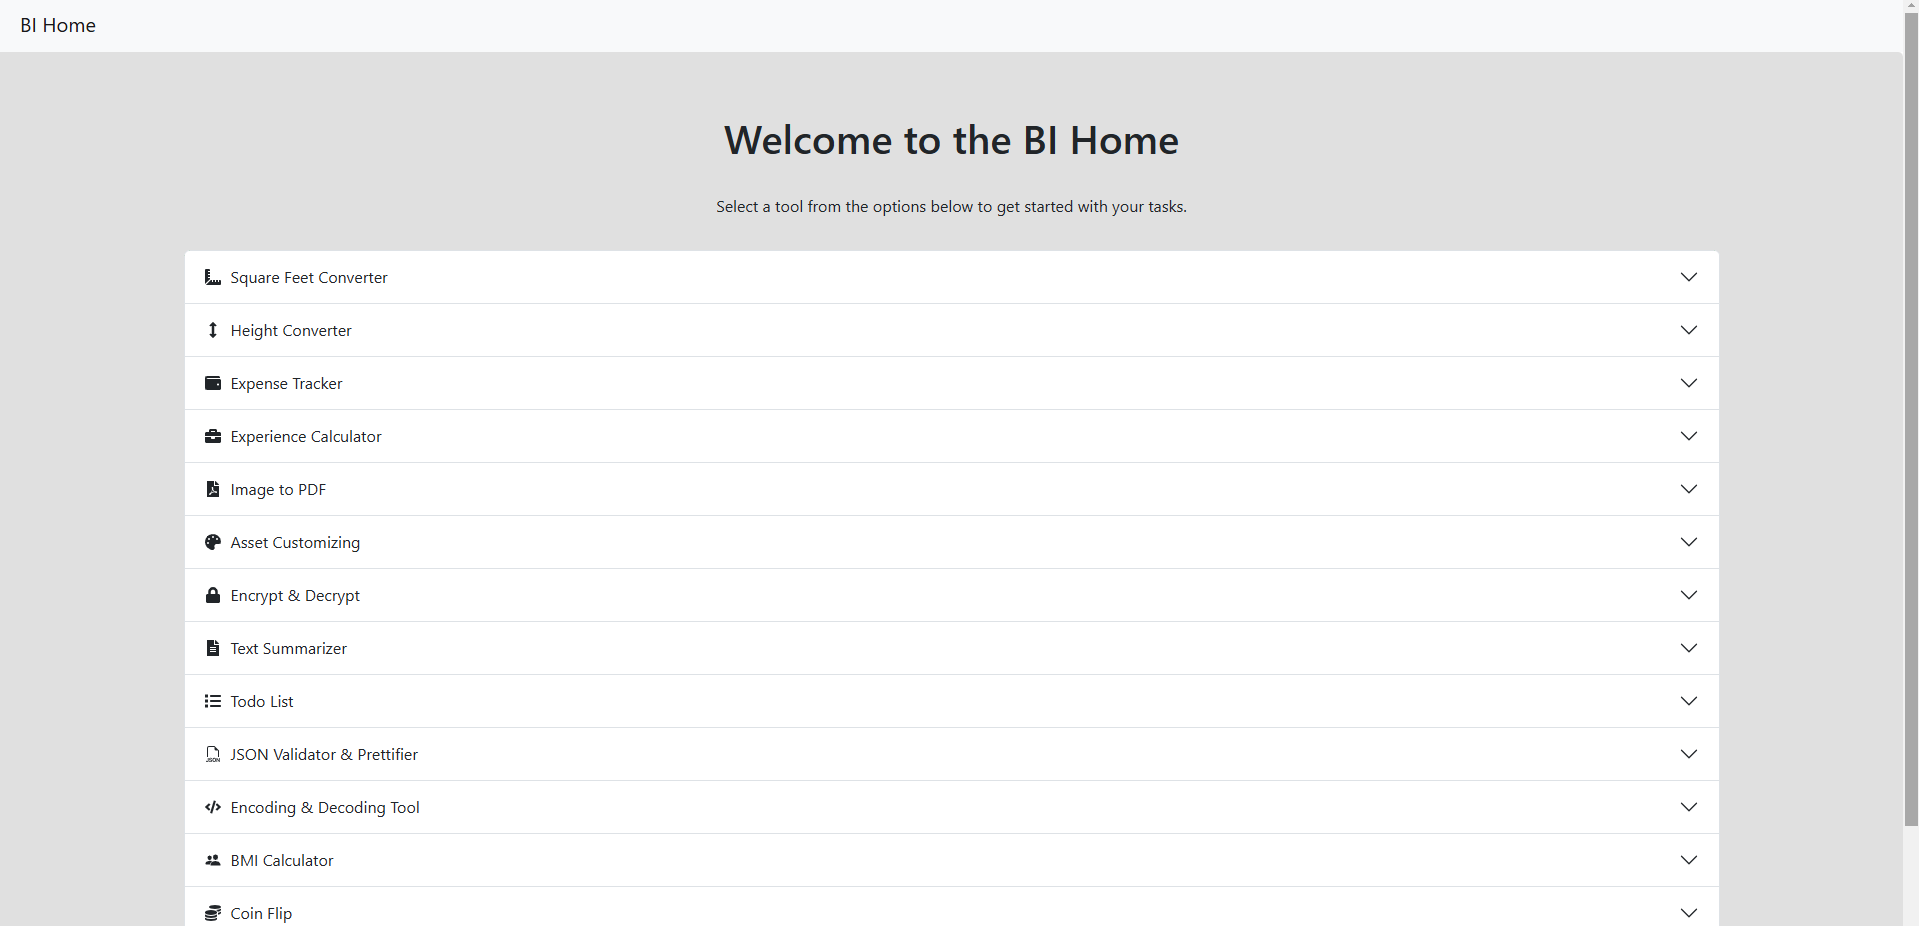 BI Home
Welcome to the BI Home
Select a tool from the options below to get started with your tasks.
Square Feet Converter
Height Converter
Expense Tracker
Experience Calculator
Image to PDF
Asset Customizing
Encrypt & Decrypt
Text Summarizer
Todo List
JSON
JSON Validator & Prettifier
Encoding & Decoding Tool
BMI Calculator
Coin Flip